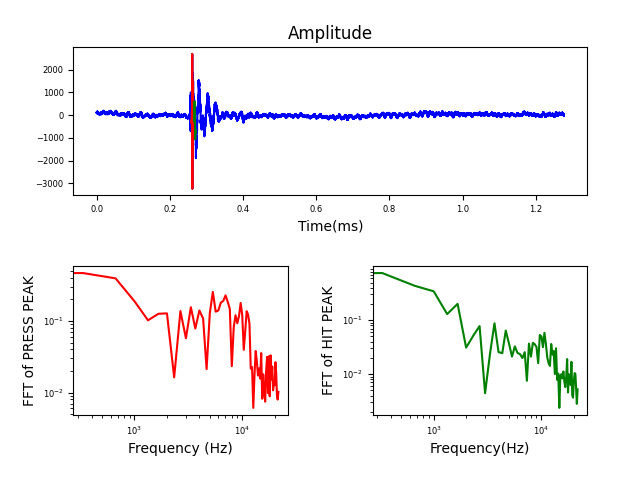 Amplitude
2000
1000
0
−1000
−2000
−3000
0.0 0.2 0.4 0.6 0.8 1.0 1.2
Time(ms)
FFT of PRESS PEAK
10⁻¹
10⁻²
10³ 10⁴
Frequency (Hz)
FFT of HIT PEAK
10⁻¹
10⁻²
10³ 10⁴
Frequency(Hz)